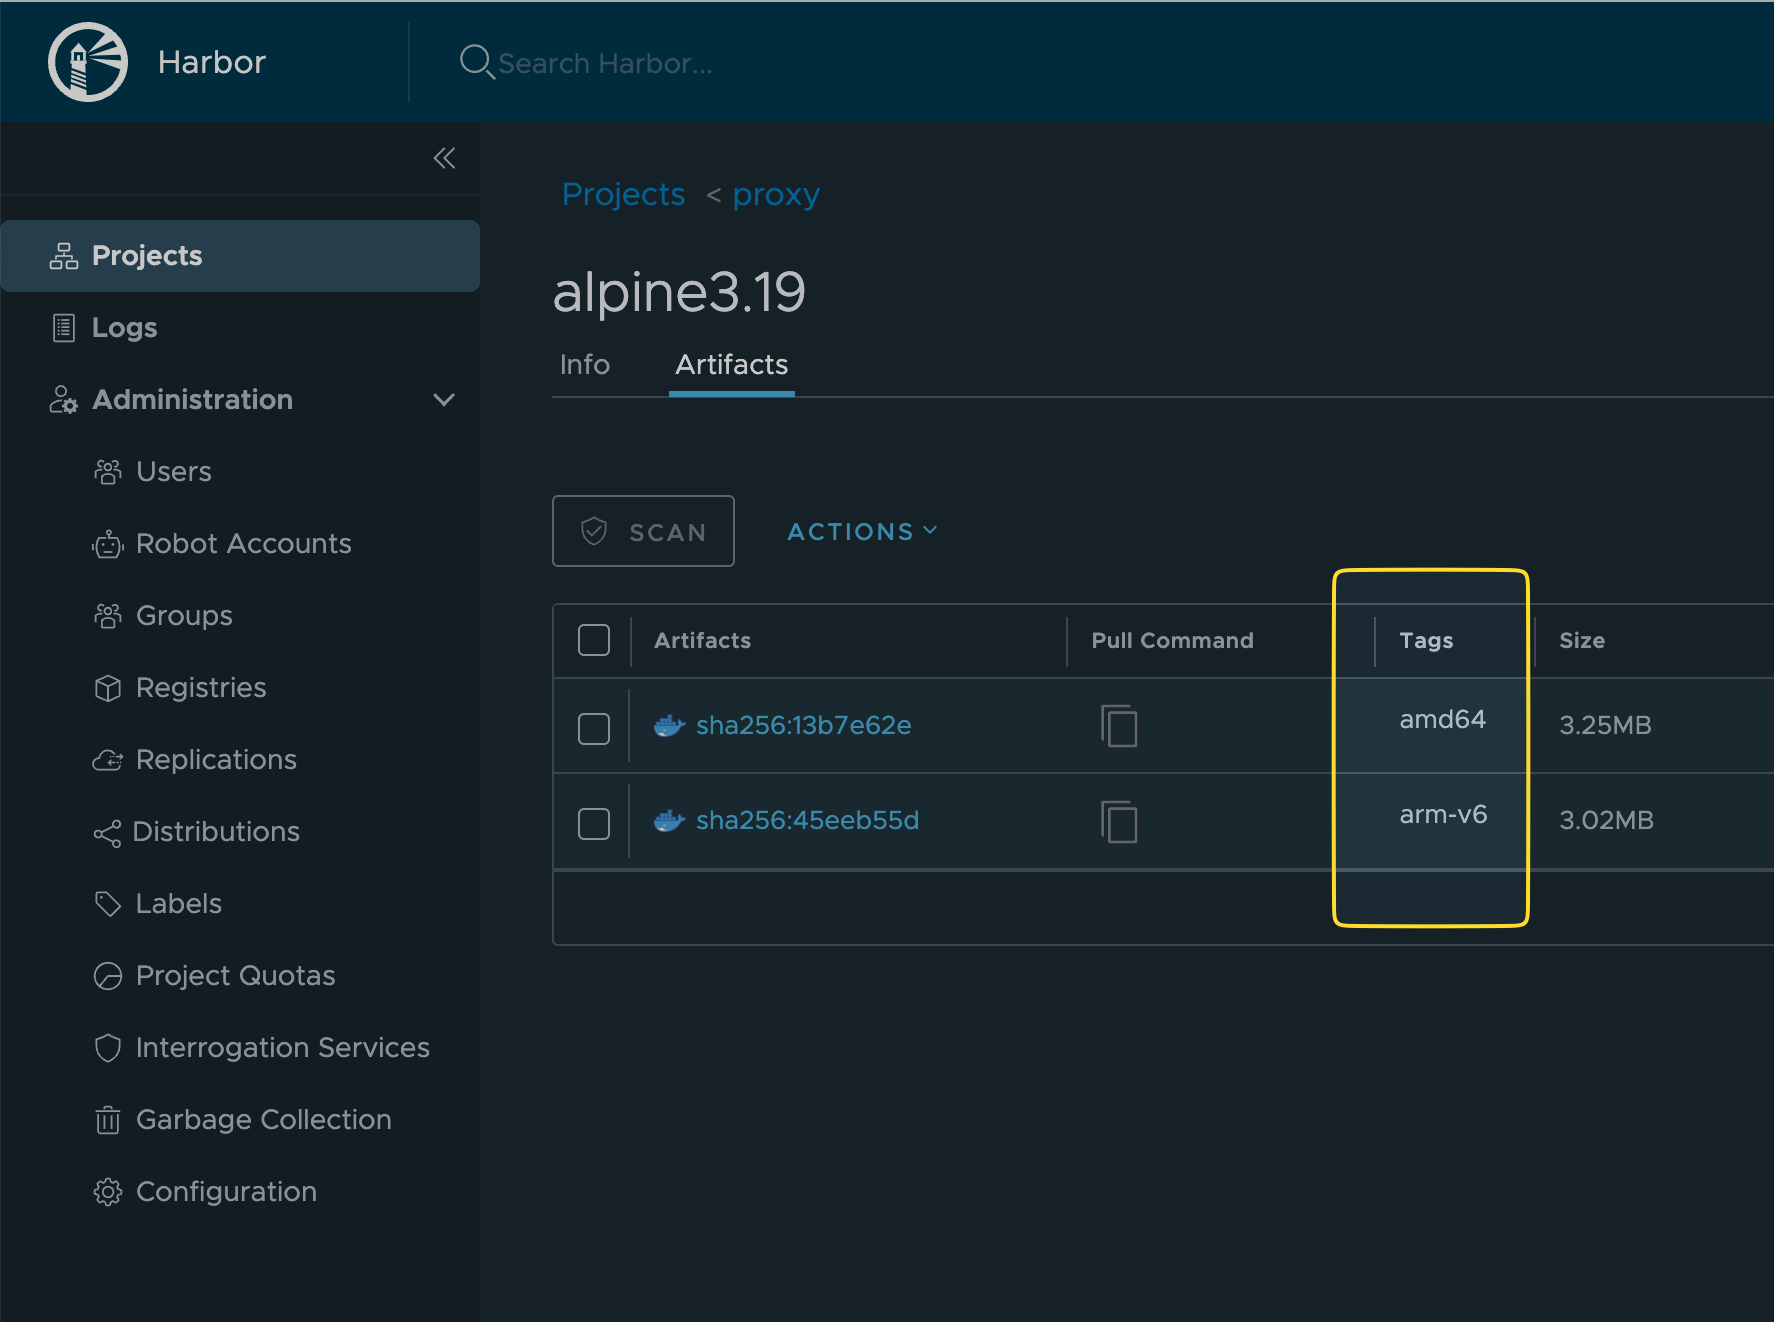 Harbor
Search Harbor...
Projects
Logs
Administration
Users
Robot Accounts
Groups
Registries
Replications
Distributions
Labels
Project Quotas
Interrogation Services
Garbage Collection
Configuration
Projects < proxy
alpine3.19
Info Artifacts
SCAN ACTIONS
Artifacts Pull Command Tags Size
sha256:13b7e62e amd64 3.25MB
sha256:45eeb55d arm-v6 3.02MB